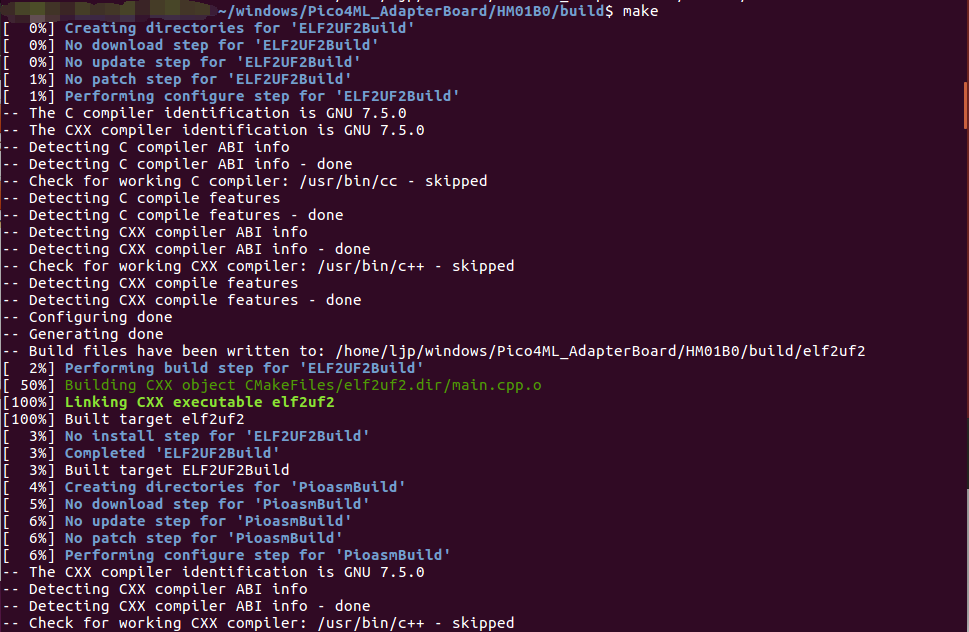 ~/windows/Pico4ML_AdapterBoard/HM01B0/build$ make
[  0%] Creating directories for 'ELF2UF2Build'
[  0%] No download step for 'ELF2UF2Build'
[  0%] No update step for 'ELF2UF2Build'
[  1%] No patch step for 'ELF2UF2Build'
[  1%] Performing configure step for 'ELF2UF2Build'
-- The C compiler identification is GNU 7.5.0
-- The CXX compiler identification is GNU 7.5.0
-- Detecting C compiler ABI info
-- Detecting C compiler ABI info - done
-- Check for working C compiler: /usr/bin/cc - skipped
-- Detecting C compile features
-- Detecting C compile features - done
-- Detecting CXX compiler ABI info
-- Detecting CXX compiler ABI info - done
-- Check for working CXX compiler: /usr/bin/c++ - skipped
-- Detecting CXX compile features
-- Detecting CXX compile features - done
-- Configuring done
-- Generating done
-- Build files have been written to: /home/ljp/windows/Pico4ML_AdapterBoard/HM01B0/build/elf2uf2
[  2%] Performing build step for 'ELF2UF2Build'
[ 50%] Building CXX object CMakeFiles/elf2uf2.dir/main.cpp.o
[100%] Linking CXX executable elf2uf2
[100%] Built target elf2uf2
[  3%] No install step for 'ELF2UF2Build'
[  3%] Completed 'ELF2UF2Build'
[  3%] Built target ELF2UF2Build
[  4%] Creating directories for 'PioasmBuild'
[  5%] No download step for 'PioasmBuild'
[  6%] No update step for 'PioasmBuild'
[  6%] No patch step for 'PioasmBuild'
[  6%] Performing configure step for 'PioasmBuild'
-- The CXX compiler identification is GNU 7.5.0
-- Detecting CXX compiler ABI info
-- Detecting CXX compiler ABI info - done
-- Check for working CXX compiler: /usr/bin/c++ - skipped